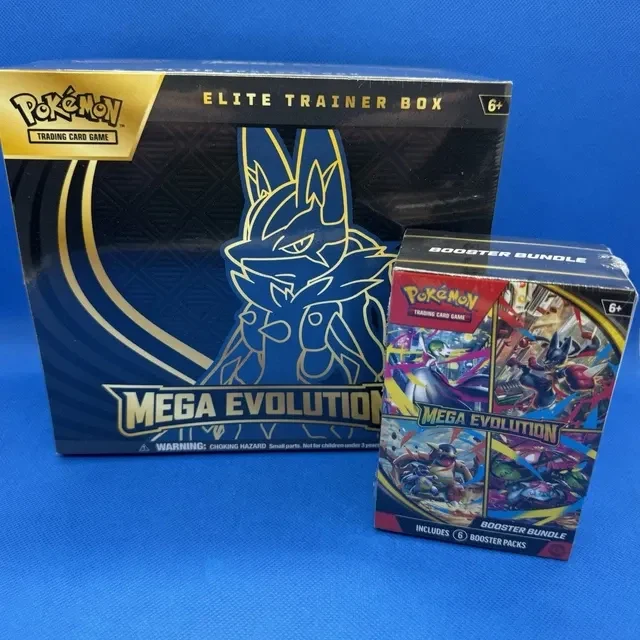 POKéMON
TRADING CARD GAME
ELITE TRAINER BOX
6+
MEGA EVOLUTION
WARNING: CHOKING HAZARD Small parts. Not for children under 3
BOOSTER BUNDLE
POKéMON
TRADING CARD GAME
6+
MEGA EVOLUTION
BOOSTER BUNDLE
INCLUDES 6 BOOSTER PACKS